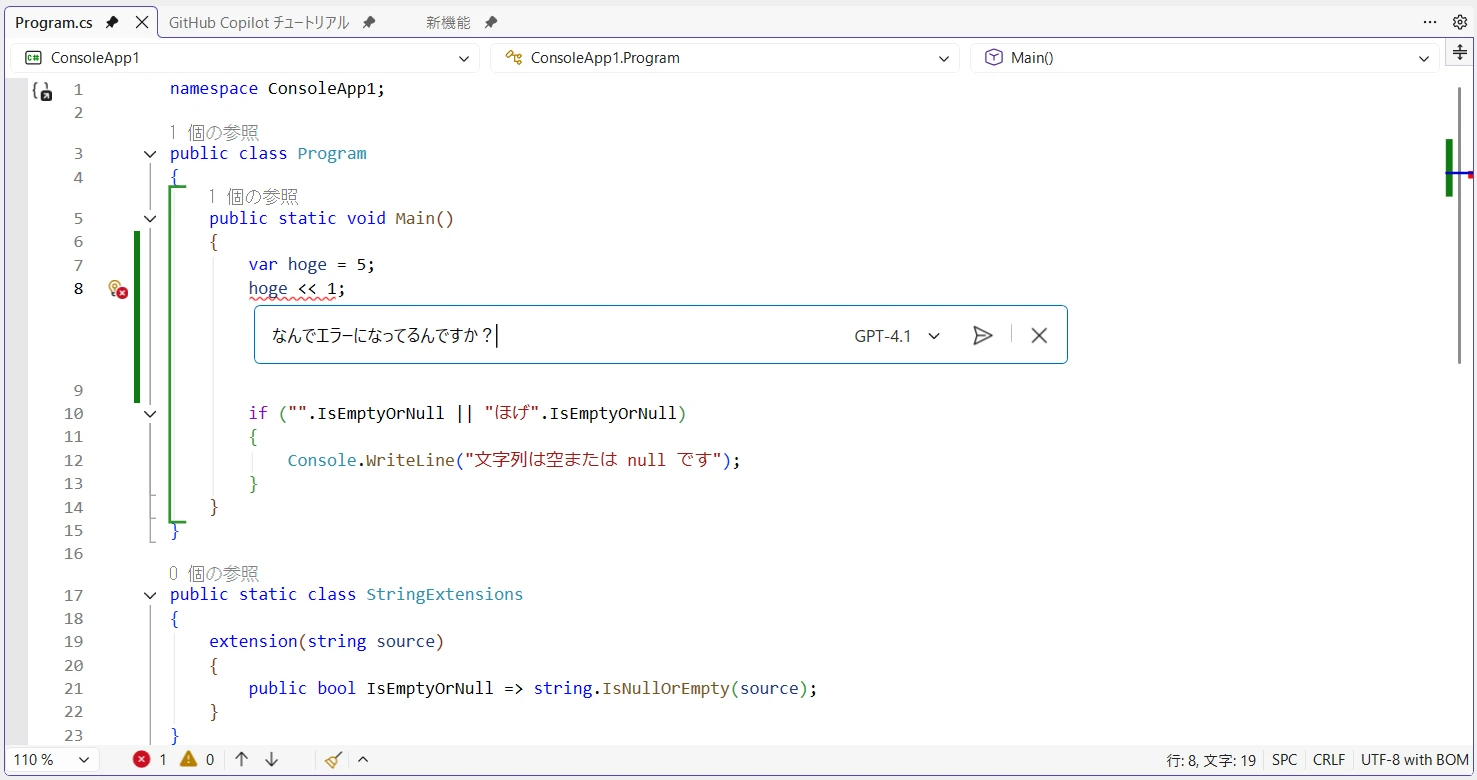 Program.cs GitHub Copilot チュートリアル 新機能
C# ConsoleApp1 ConsoleApp1.Program Main()
1 namespace ConsoleApp1;
2
1 個の参照
3 public class Program
4 {
1 個の参照
5 public static void Main()
6 {
7 var hoge = 5;
8 hoge << 1;
なんでエラーになってるんですか？ GPT-4.1
9
10 if ("".IsEmptyOrNull || "ほげ".IsEmptyOrNull)
11 {
12 Console.WriteLine("文字列は空または null です");
13 }
14 }
15 }
16
0 個の参照
17 public static class StringExtensions
18 {
19 extension(string source)
20 {
21 public bool IsEmptyOrNull => string.IsNullOrEmpty(source);
22 }
23 }
110 % 1 0 行: 8, 文字: 19 SPC CRLF UTF-8 with BOM